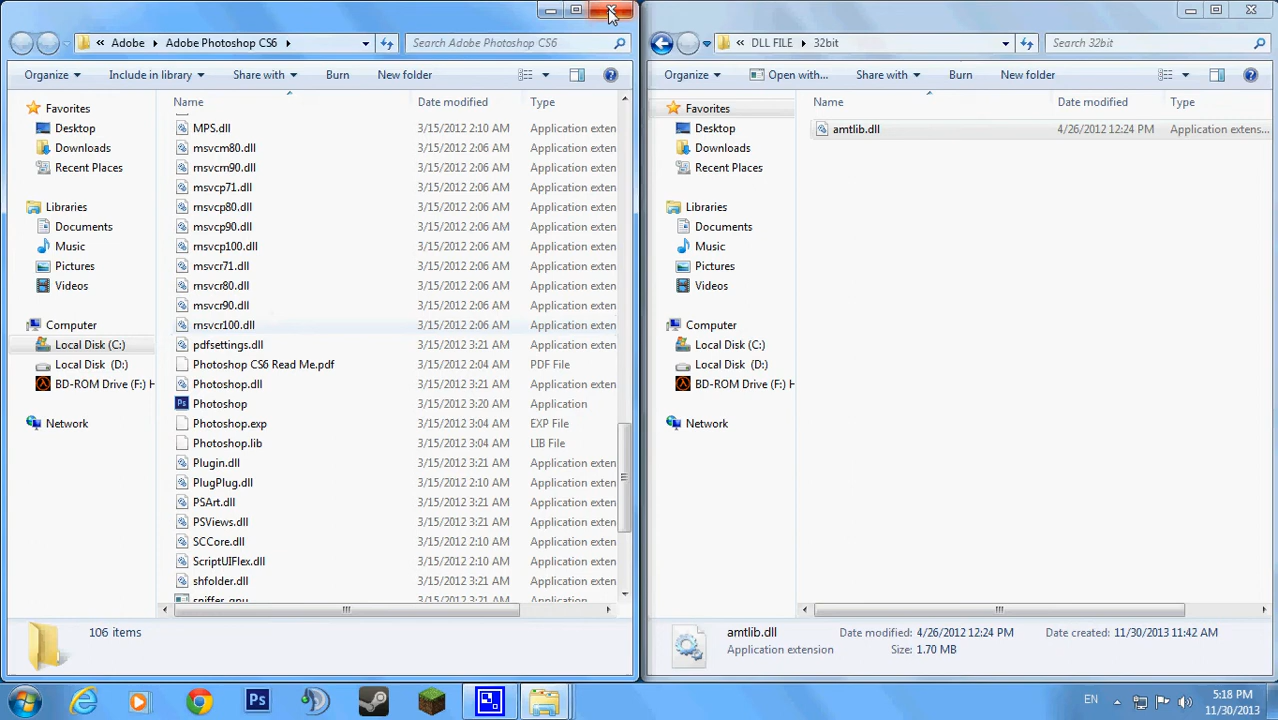 Adobe Adobe Photoshop CS6
Search Adobe Photoshop CS6
Organize Include in library Share with Burn New folder
Favorites
Desktop
Downloads
Recent Places
Libraries
Documents
Music
Pictures
Videos
Computer
Local Disk (C:)
Local Disk (D:)
BD-ROM Drive (F:) H
Network
Name Date modified Type
MPS.dll 3/15/2012 2:10 AM Application exten
msvcm80.dll 3/15/2012 2:06 AM Application exten
msvcm90.dll 3/15/2012 2:06 AM Application exten
msvcp71.dll 3/15/2012 2:06 AM Application exten
msvcp80.dll 3/15/2012 2:06 AM Application exten
msvcp90.dll 3/15/2012 2:06 AM Application exten
msvcp100.dll 3/15/2012 2:06 AM Application exten
msvcr71.dll 3/15/2012 2:06 AM Application exten
msvcr80.dll 3/15/2012 2:06 AM Application exten
msvcr90.dll 3/15/2012 2:06 AM Application exten
msvcr100.dll 3/15/2012 2:06 AM Application exten
pdfsettings.dll 3/15/2012 3:21 AM Application exten
Photoshop CS6 Read Me.pdf 3/15/2012 2:04 AM PDF File
Photoshop.dll 3/15/2012 3:21 AM Application exten
Photoshop 3/15/2012 3:20 AM Application
Photoshop.exp 3/15/2012 3:04 AM EXP File
Photoshop.lib 3/15/2012 3:04 AM LIB File
Plugin.dll 3/15/2012 3:21 AM Application exten
PlugPlug.dll 3/15/2012 2:10 AM Application exten
PSArt.dll 3/15/2012 3:21 AM Application exten
PSViews.dll 3/15/2012 3:21 AM Application exten
SCCore.dll 3/15/2012 2:10 AM Application exten
ScriptUIFlex.dll 3/15/2012 2:10 AM Application exten
shfolder.dll 3/15/2012 3:21 AM Application exten
106 items
DLL FILE 32bit
Search 32bit
Organize Open with... Share with Burn New folder
Favorites
Desktop
Downloads
Recent Places
Libraries
Documents
Music
Pictures
Videos
Computer
Local Disk (C:)
Local Disk (D:)
BD-ROM Drive (F:) H
Network
Name Date modified Type
amtlib.dll 4/26/2012 12:24 PM Application extens...
amtlib.dll Date modified: 4/26/2012 12:24 PM Date created: 11/30/2013 11:42 AM
Application extension Size: 1.70 MB
Ps
EN
5:18 PM
11/30/2013